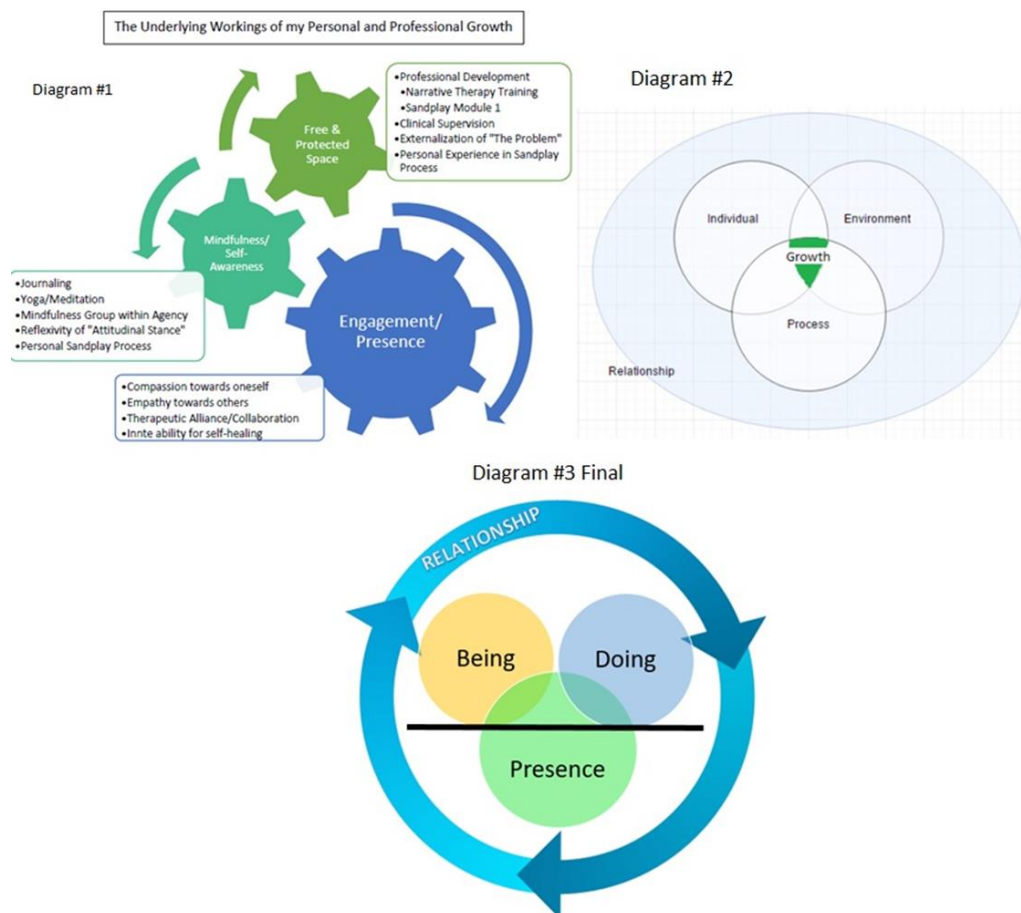 The Underlying Workings of my Personal and Professional Growth
Diagram #1
Free &
Protected
Space
•Professional Development
•Narrative Therapy Training
•Sandplay Module 1
•Clinical Supervision
•Externalization of "The Problem"
•Personal Experience in Sandplay
Process
Mindfulness/
Self-
Awareness
•Journaling
•Yoga/Meditation
•Mindfulness Group within Agency
•Reflexivity of "Attitudinal Stance"
•Personal Sandplay Process
Engagement/
Presence
•Compassion towards oneself
•Empathy towards others
•Therapeutic Alliance/Collaboration
•Innte ability for self-healing
Diagram #2
Individual
Environment
Growth
Process
Relationship
Diagram #3 Final
RELATIONSHIP
Being
Doing
Presence